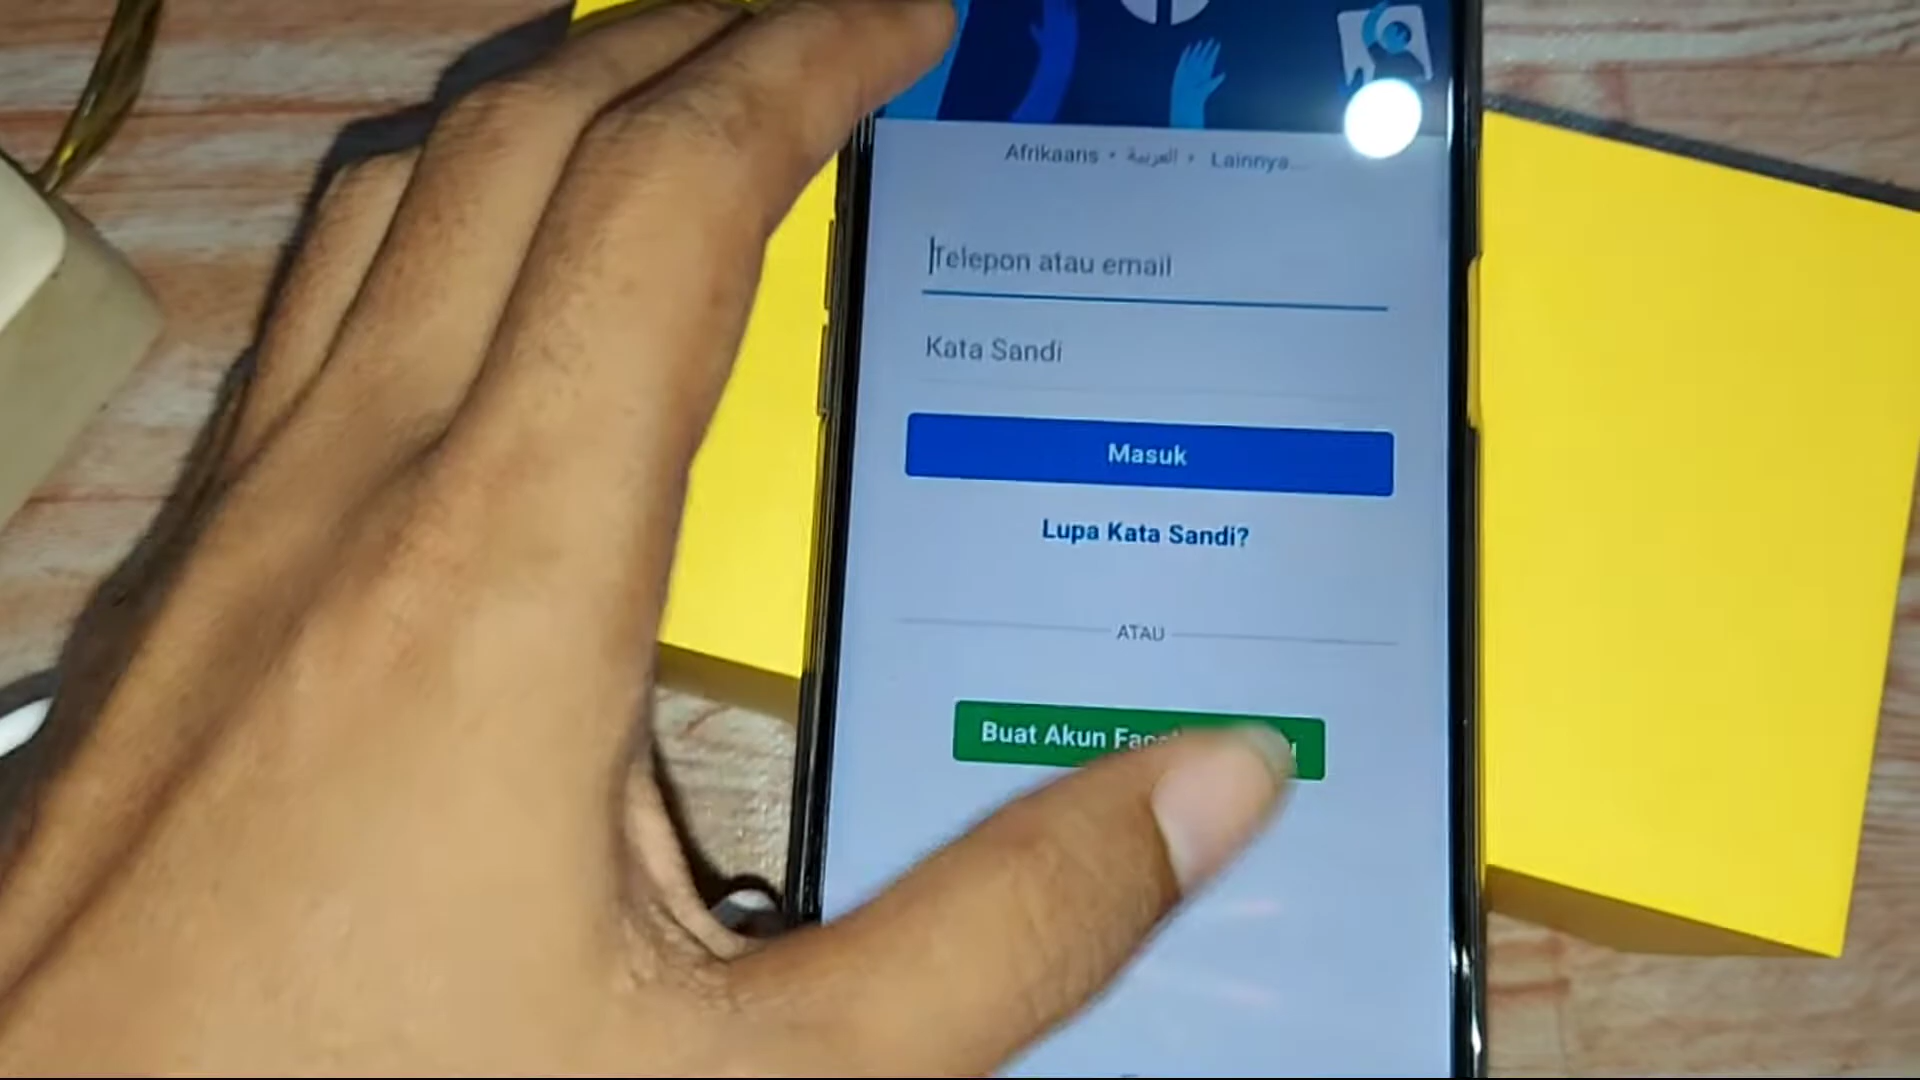 Afrikaans • العربية • Lainnya...
Telepon atau email
Kata Sandi
Masuk
Lupa Kata Sandi?
ATAU
Buat Akun